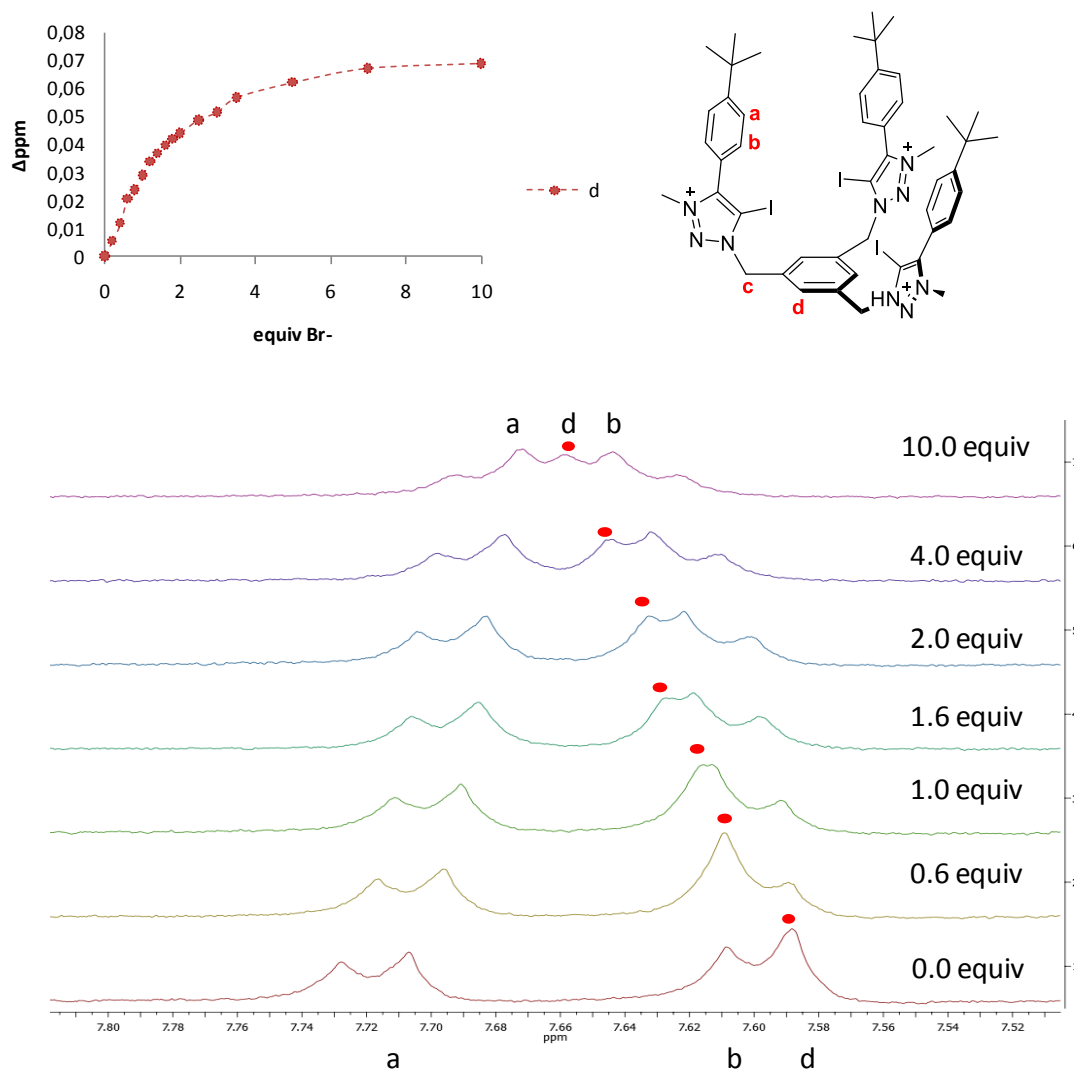 0,08
0,07
0,06
0,05
0,04
0,03
0,02
0,01
0
Δppm
0 2 4 6 8 10
equiv Br-
d
a
b
+
N
N
N
I
c
d
+
N
N
N
I
I
HN
+
N
N
a d b
10.0 equiv
4.0 equiv
2.0 equiv
1.6 equiv
1.0 equiv
0.6 equiv
0.0 equiv
7.80 7.78 7.76 7.74 7.72 7.70 7.68 7.66 7.64 7.62 7.60 7.58 7.56 7.54 7.52
ppm
a b d